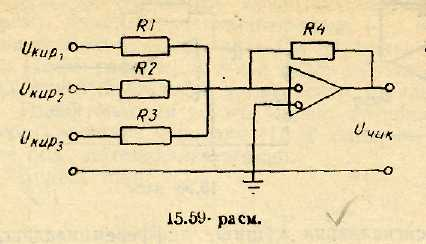 R1
Uкир₁
R2
Uкир₂
R3
Uкир₃
R4
Uчик
15.59- расм.